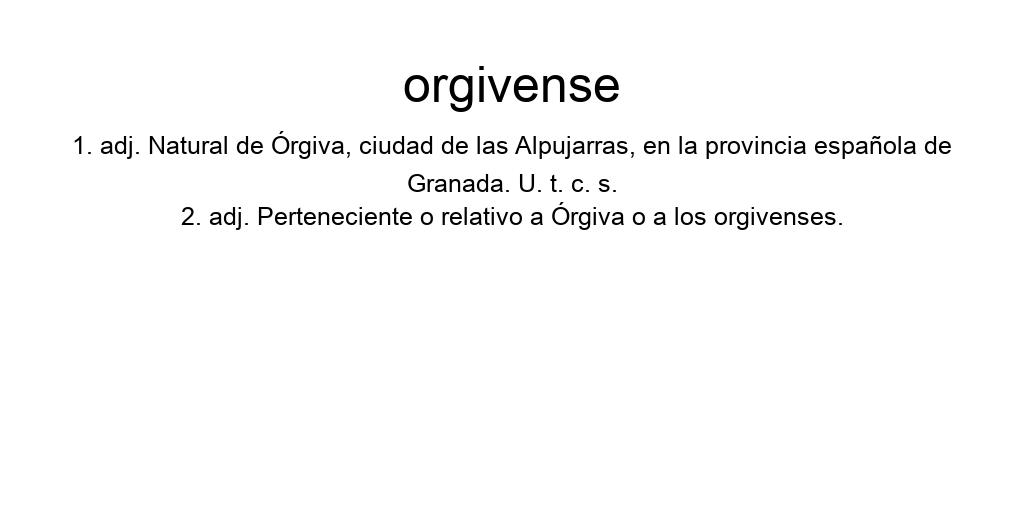 orgivense
1. adj. Natural de Órgiva, ciudad de las Alpujarras, en la provincia española de
Granada. U. t. c. s.
2. adj. Perteneciente o relativo a Órgiva o a los orgivenses.